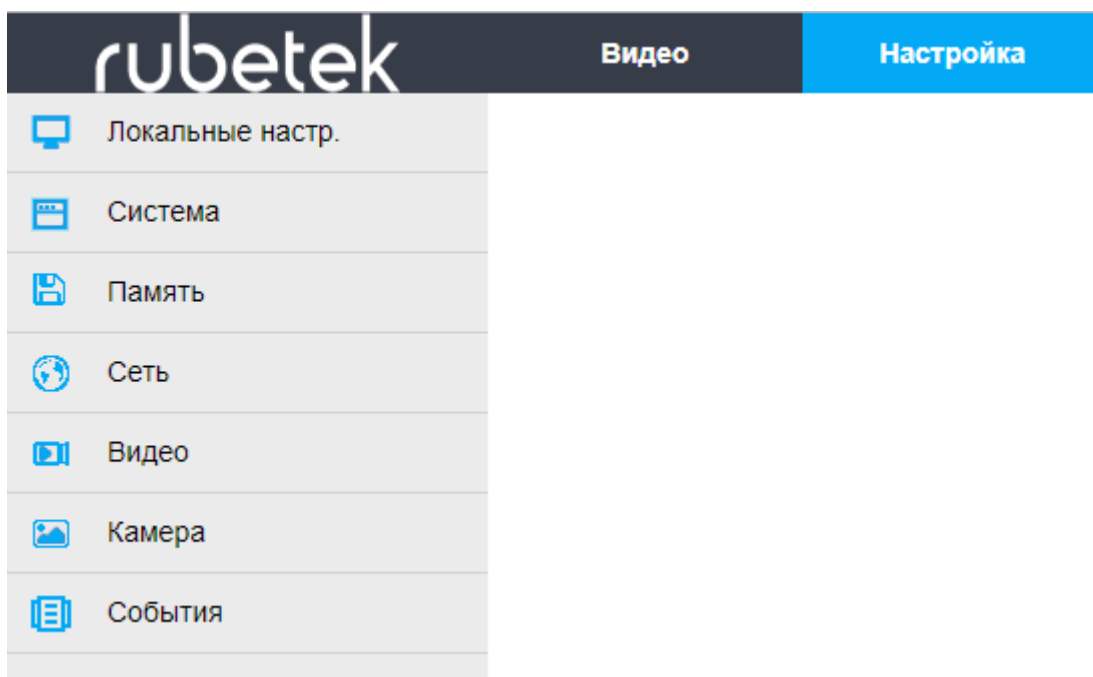 rubetek
Видео
Настройка
Локальные настр.
Система
Память
Сеть
Видео
Камера
События